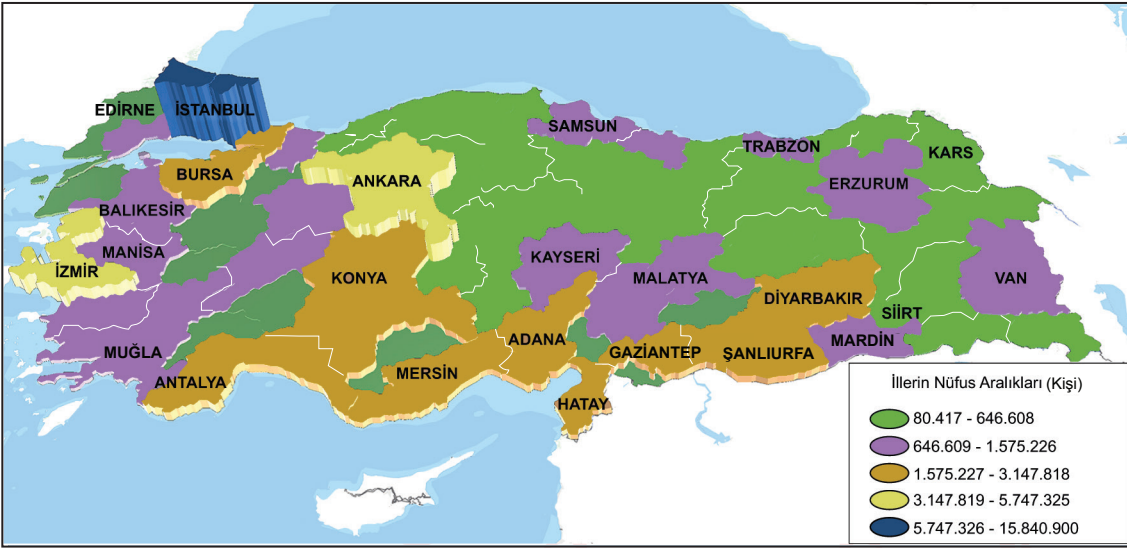 EDİRNE
İSTANBUL
SAMSUN
TRABZON
KARS
BURSA
ANKARA
ERZURUM
BALIKESİR
MANİSA
KAYSERİ
İZMİR
KONYA
MALATYA
VAN
DİYARBAKIR
SİİRT
ADANA
MARDİN
MUĞLA
GAZİANTEP
ŞANLIURFA
ANTALYA
MERSİN
HATAY
İllerin Nüfus Aralıkları (Kişi)
80.417 - 646.608
646.609 - 1.575.226
1.575.227 - 3.147.818
3.147.819 - 5.747.325
5.747.326 - 15.840.900